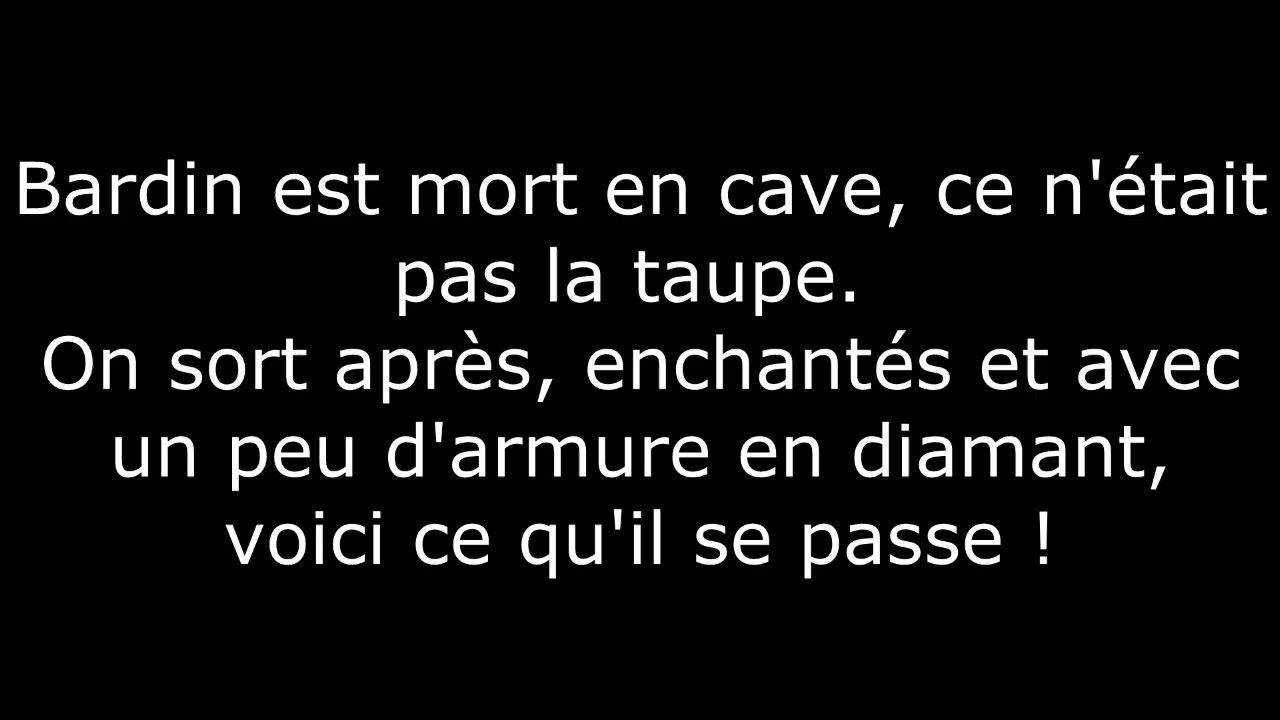 Bardin est mort en cave, ce n'était
pas la taupe.
On sort après, enchantés et avec
un peu d'armure en diamant,
voici ce qu'il se passe !